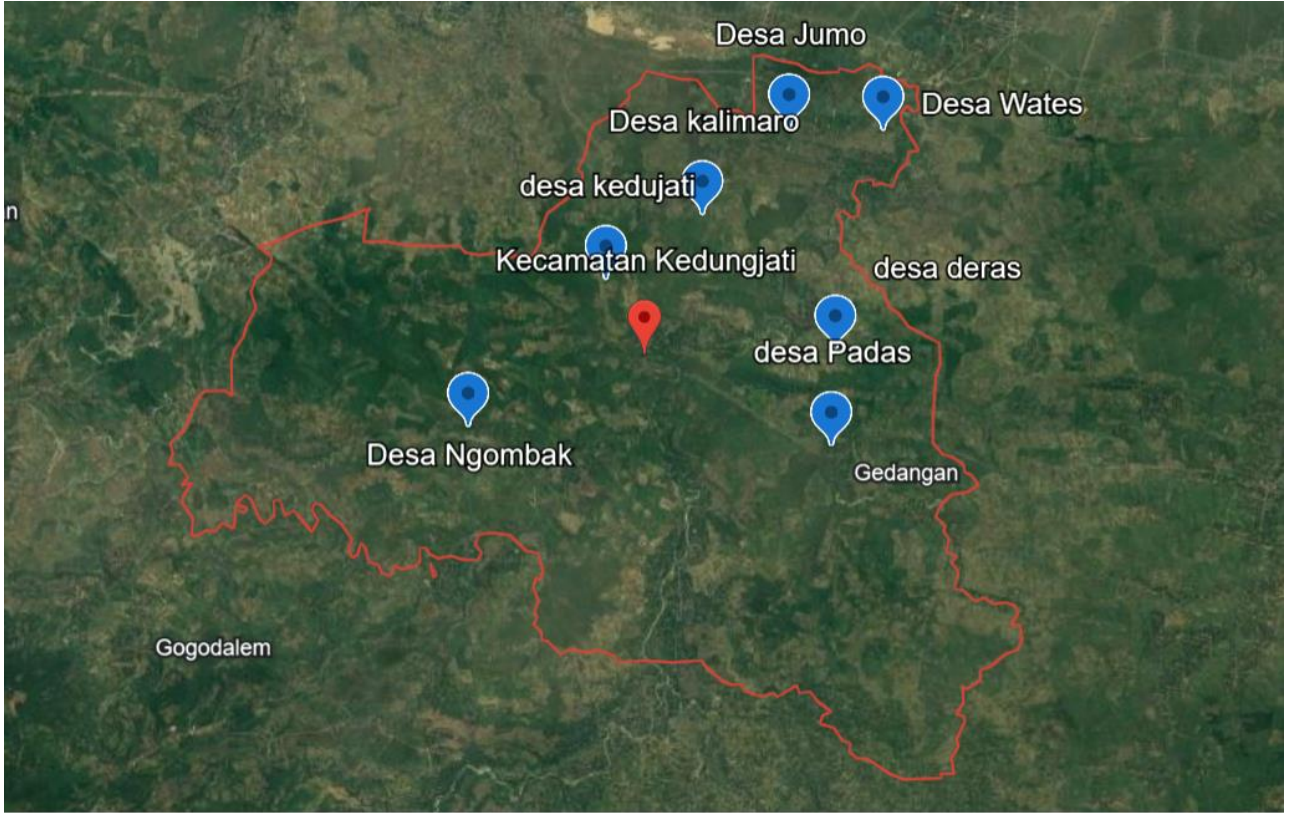 Desa Jumo
Desa Wates
Desa kalimaro
desa kedujati
n
Kecamatan Kedungjati
desa deras
desa Padas
Desa Ngombak
Gedangan
Gogodalem